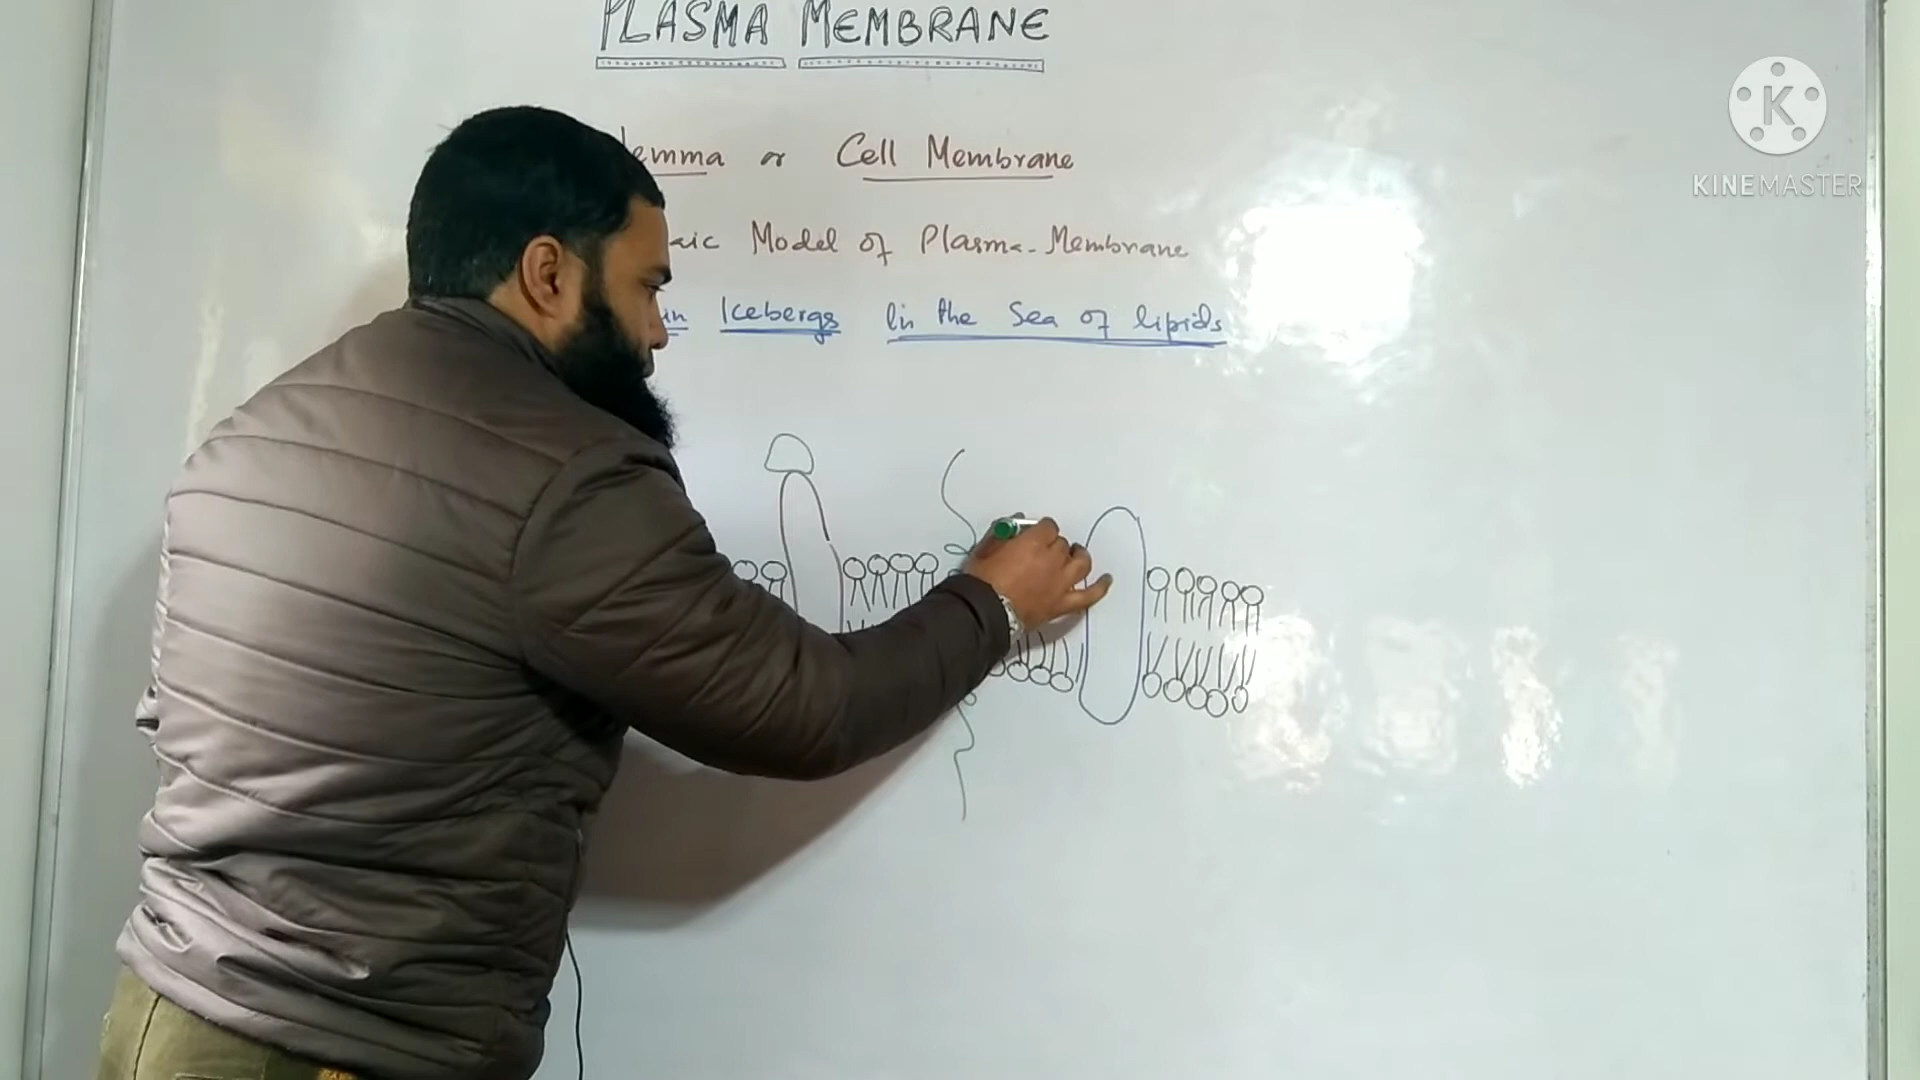 PLASMA MEMBRANE
lemma or Cell Membrane
aic Model of Plasma-Membrane
Icebergs in the Sea of lipids
K
KINEMASTER